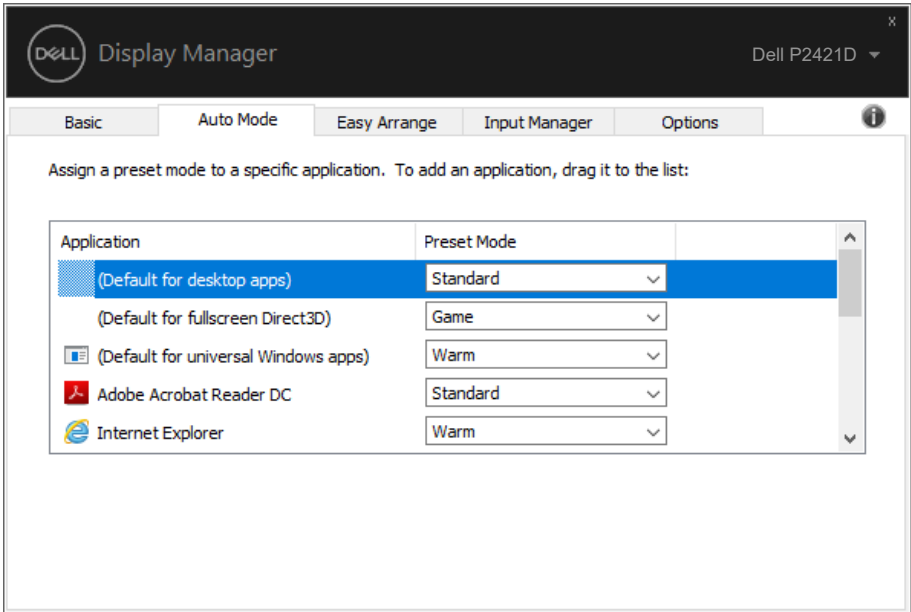 DELL Display Manager
x
Dell P2421D
Basic Auto Mode Easy Arrange Input Manager Options
Assign a preset mode to a specific application. To add an application, drag it to the list:
Application Preset Mode
(Default for desktop apps) Standard
(Default for fullscreen Direct3D) Game
(Default for universal Windows apps) Warm
Adobe Acrobat Reader DC Standard
Internet Explorer Warm